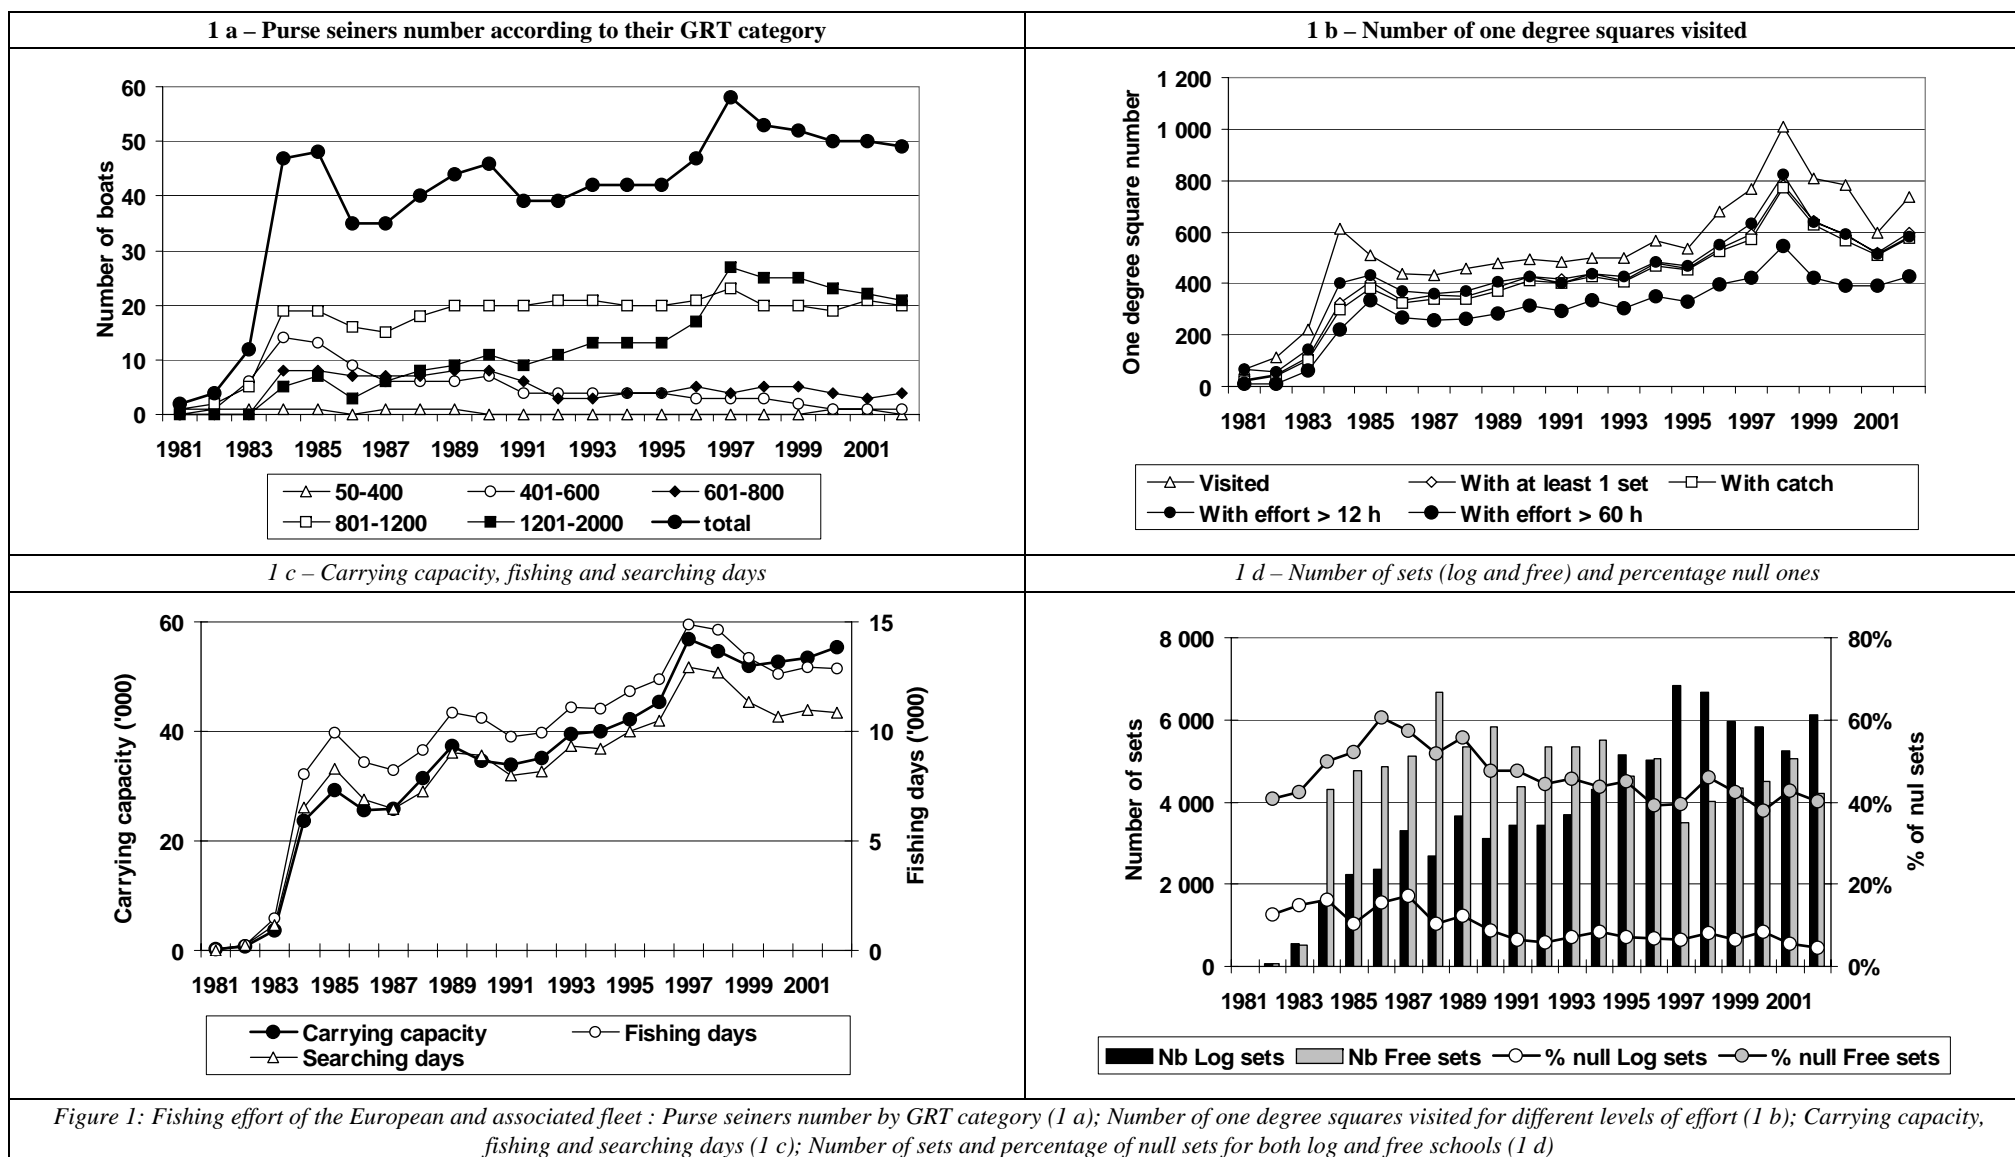 1 a – Purse seiners number according to their GRT category
Number of boats
60
50
40
30
20
10
0
1981 1983 1985 1987 1989 1991 1993 1995 1997 1999 2001
50-400 401-600 601-800
801-1200 1201-2000 total
1 b – Number of one degree squares visited
One degree square number
1 200
1 000
800
600
400
200
0
1981 1983 1985 1987 1989 1991 1993 1995 1997 1999 2001
Visited With at least 1 set With catch
With effort > 12 h With effort > 60 h
1 c – Carrying capacity, fishing and searching days
Carrying capacity ('000)
60
40
20
0
Fishing days ('000)
15
10
5
0
1981 1983 1985 1987 1989 1991 1993 1995 1997 1999 2001
Carrying capacity Fishing days
Searching days
1 d – Number of sets (log and free) and percentage null ones
Number of sets
8 000
6 000
4 000
2 000
0
% of nul sets
80%
60%
40%
20%
0%
1981 1983 1985 1987 1989 1991 1993 1995 1997 1999 2001
Nb Log sets Nb Free sets % null Log sets % null Free sets
Figure 1: Fishing effort of the European and associated fleet : Purse seiners number by GRT category (1 a); Number of one degree squares visited for different levels of effort (1 b); Carrying capacity,
fishing and searching days (1 c); Number of sets and percentage of null sets for both log and free schools (1 d)